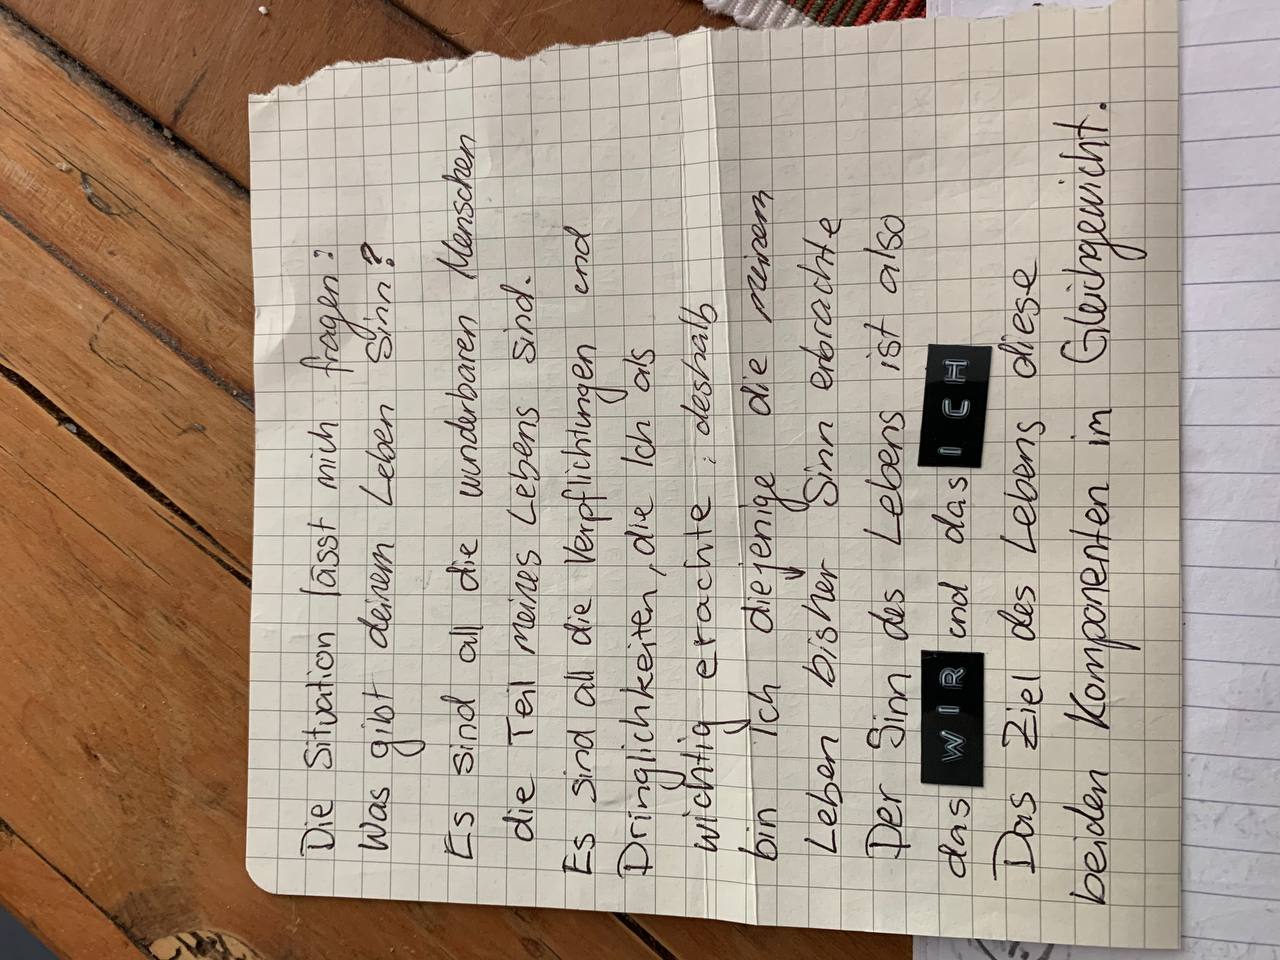 Die Situation lässt mich fragen:
Was gibt deinem Leben Sinn?
Es sind all die wunderbaren Menschen
die Teil meines Lebens sind.
Es sind all die Verpflichtungen und
Dringlichkeiten, die Ich als
wichtig erachte; deshalb
bin Ich diejenige die meinem
Leben bisher Sinn erbrachte
Der Sinn des Lebens ist also
das WIR und das ICH
Das Ziel des Lebens diese
beiden Komponenten im Gleichgewicht.